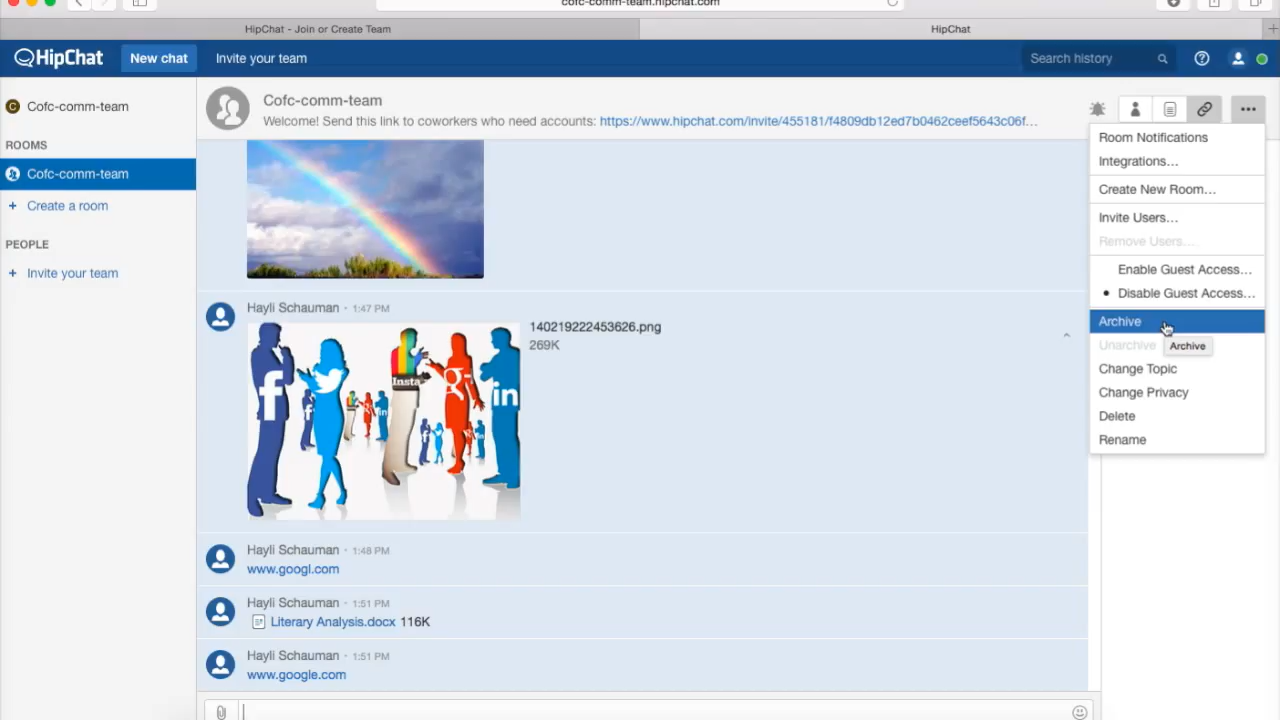 cofc-comm-team.hipchat.com
HipChat - Join or Create Team
HipChat
HipChat
New chat
Invite your team
Search history
C
Cofc-comm-team
ROOMS
Cofc-comm-team
+ Create a room
PEOPLE
+ Invite your team
Cofc-comm-team
Welcome! Send this link to coworkers who need accounts: https://www.hipchat.com/invite/455181/f4809db12ed7b0462ceef5643c06f...
Room Notifications
Integrations...
Create New Room...
Invite Users...
Remove Users...
Enable Guest Access...
• Disable Guest Access...
Archive
Unarchive
Archive
Change Topic
Change Privacy
Delete
Rename
Hayli Schauman · 1:47 PM
140219222453626.png
269K
f
f
in
Insta
g+
in
Hayli Schauman · 1:48 PM
www.googl.com
Hayli Schauman · 1:51 PM
Literary Analysis.docx 116K
Hayli Schauman · 1:51 PM
www.google.com